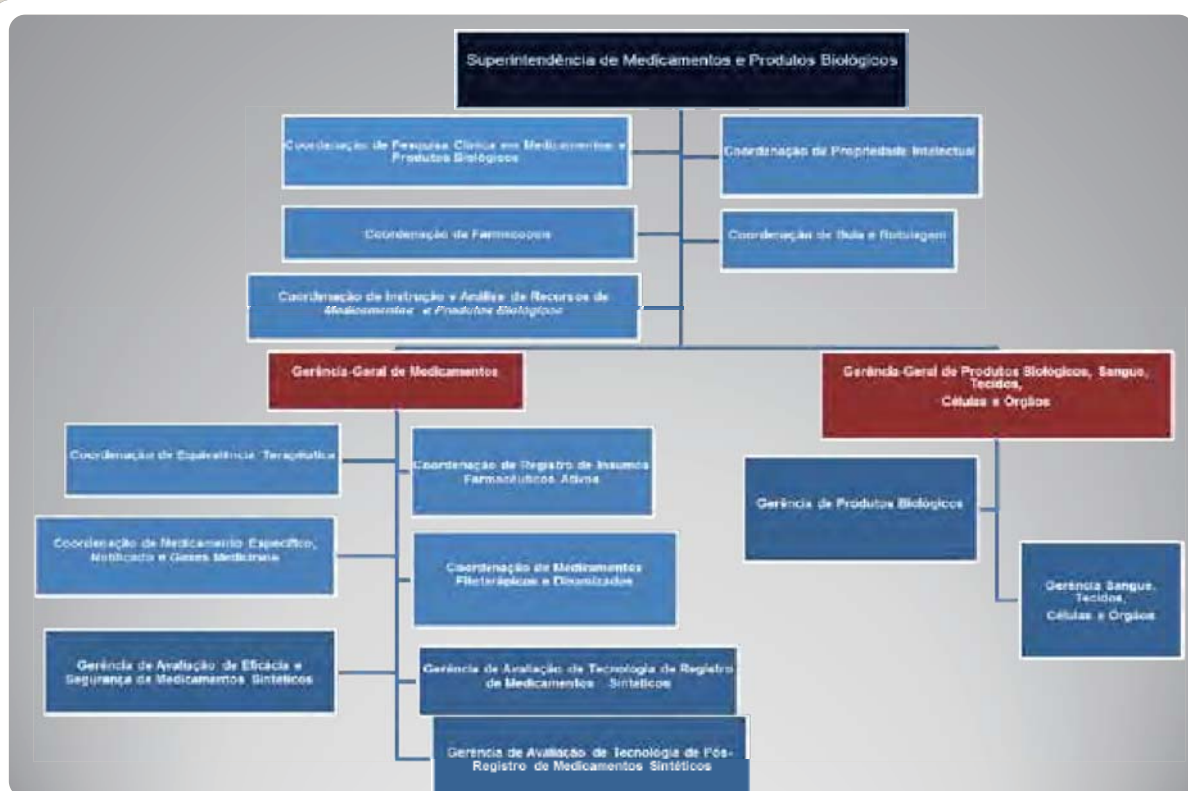 Superintendência de Medicamentos e Produtos Biológicos
Coordenação de Pesquisa Clínica em Medicamentos e
Produtos Biológicos
Coordenação de Propriedade Intelectual
Coordenação da Farmacopeia
Coordenação de Bula e Rotulagem
Coordenação de Instrução e Análise de Recursos de
Medicamentos e Produtos Biológicos
Gerência-Geral de Medicamentos
Gerência-Geral de Produtos Biológicos, Sangue,
Tecidos,
Células e Órgãos
Coordenação de Equivalência Terapêutica
Coordenação de Registro de Insumos
Farmacêuticos Ativos
Coordenação de Medicamento Específico,
Notificado e Gases Medicinais
Coordenação de Medicamentos
Fitoterápicos e Dinamizados
Gerência de Avaliação de Eficácia e
Segurança de Medicamentos Sintéticos
Gerência de Avaliação de Tecnologia de Registro
de Medicamentos Sintéticos
Gerência de Avaliação de Tecnologia de Pós-
Registro de Medicamentos Sintéticos
Gerência de Produtos Biológicos
Gerência Sangue,
Tecidos,
Células e Órgãos